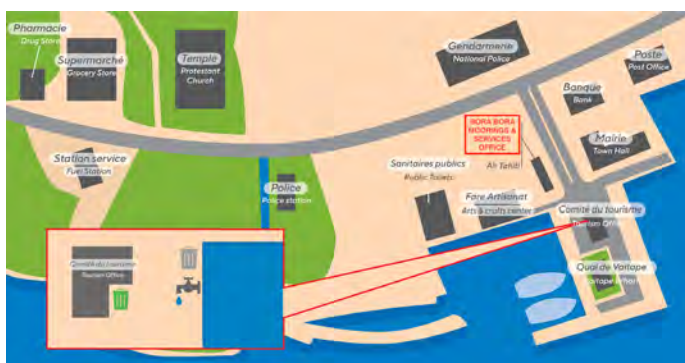 Pharmacie
Drug Store
Supermarché
Grocery Store
Temple
Protestant
Church
Gendarmerie
National Police
Poste
Post Office
Banque
Bank
BORA BORA
MOORINGS &
SERVICES
OFFICE
Mairie
Town Hall
Station service
Fuel Station
Sanitaires publics
Public Toilets
Air Tahiti
Police
Police station
Fare Artisanat
Arts & crafts center
Comité du tourisme
Tourism Office
Comité du tourisme
Tourism Office
Quai de Vaitape
Vaitape Wharf